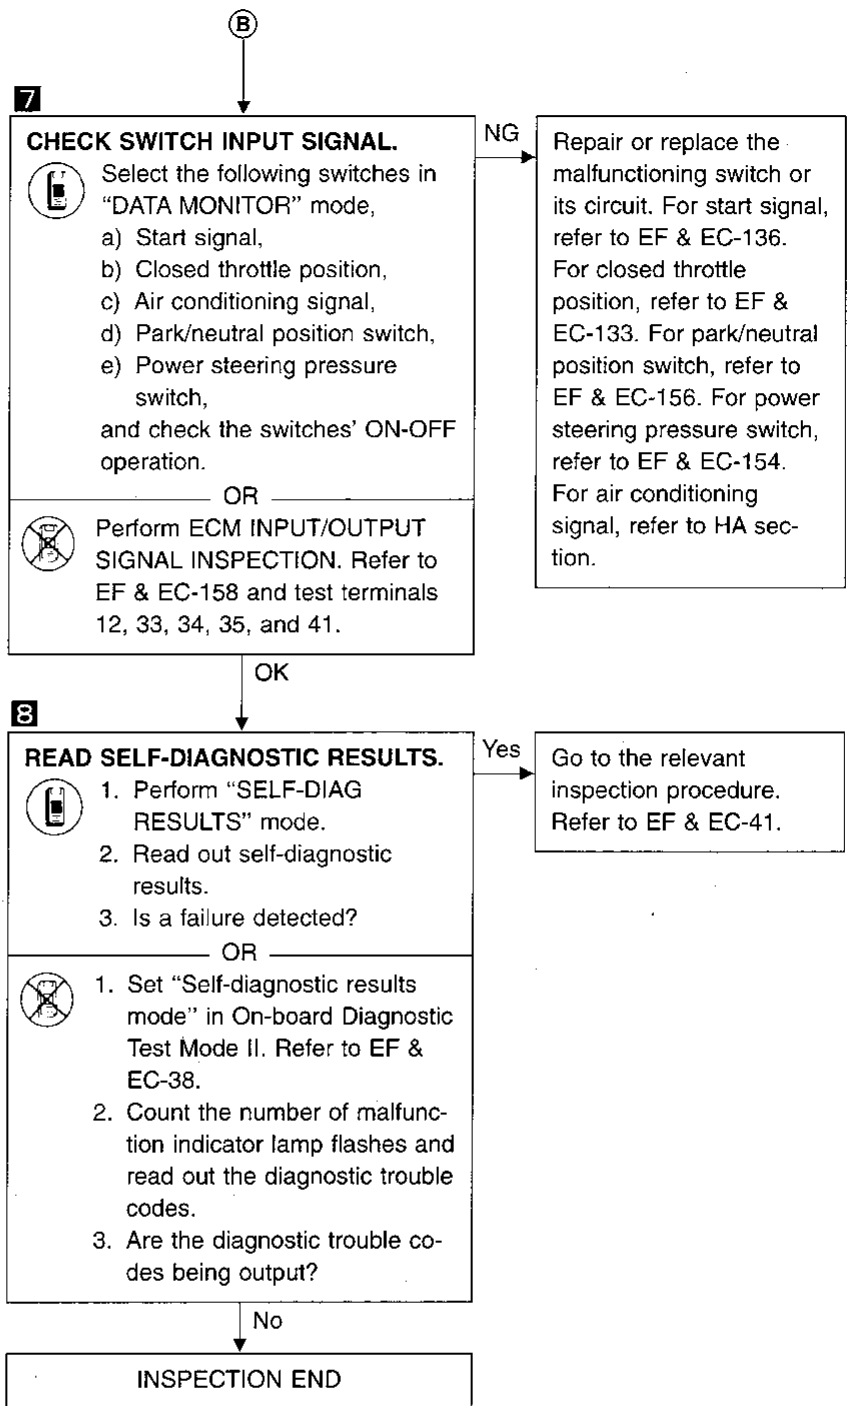 B
7
CHECK SWITCH INPUT SIGNAL.
Select the following switches in
“DATA MONITOR” mode,
a) Start signal,
b) Closed throttle position,
c) Air conditioning signal,
d) Park/neutral position switch,
e) Power steering pressure
switch,
and check the switches’ ON-OFF
operation.
OR
Perform ECM INPUT/OUTPUT
SIGNAL INSPECTION. Refer to
EF & EC-158 and test terminals
12, 33, 34, 35, and 41.
NG
Repair or replace the
malfunctioning switch or
its circuit. For start signal,
refer to EF & EC-136.
For closed throttle
position, refer to EF &
EC-133. For park/neutral
position switch, refer to
EF & EC-156. For power
steering pressure switch,
refer to EF & EC-154.
For air conditioning
signal, refer to HA sec-
tion.
OK
8
READ SELF-DIAGNOSTIC RESULTS.
1. Perform “SELF-DIAG
RESULTS” mode.
2. Read out self-diagnostic
results.
3. Is a failure detected?
OR
1. Set “Self-diagnostic results
mode” in On-board Diagnostic
Test Mode II. Refer to EF &
EC-38.
2. Count the number of malfunc-
tion indicator lamp flashes and
read out the diagnostic trouble
codes.
3. Are the diagnostic trouble co-
des being output?
Yes
Go to the relevant
inspection procedure.
Refer to EF & EC-41.
No
INSPECTION END